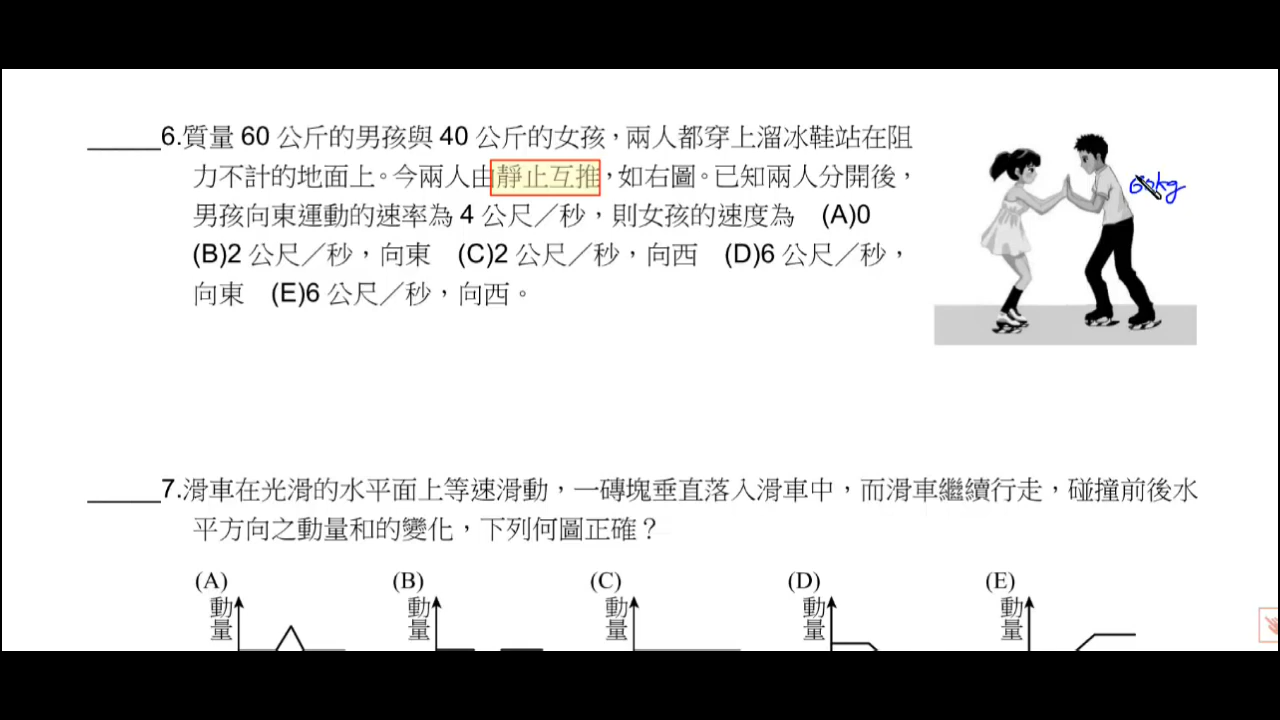 _____6.質量 60 公斤的男孩與 40 公斤的女孩，兩人都穿上溜冰鞋站在阻
力不計的地面上。今兩人由靜止互推，如右圖。已知兩人分開後，
男孩向東運動的速率為 4 公尺／秒，則女孩的速度為 (A)0
(B)2 公尺／秒，向東 (C)2 公尺／秒，向西 (D)6 公尺／秒，
向東 (E)6 公尺／秒，向西。
60kg
_____7.滑車在光滑的水平面上等速滑動，一磚塊垂直落入滑車中，而滑車繼續行走，碰撞前後水
平方向之動量和的變化，下列何圖正確？
(A) (B) (C) (D) (E)
動量 動量 動量 動量 動量